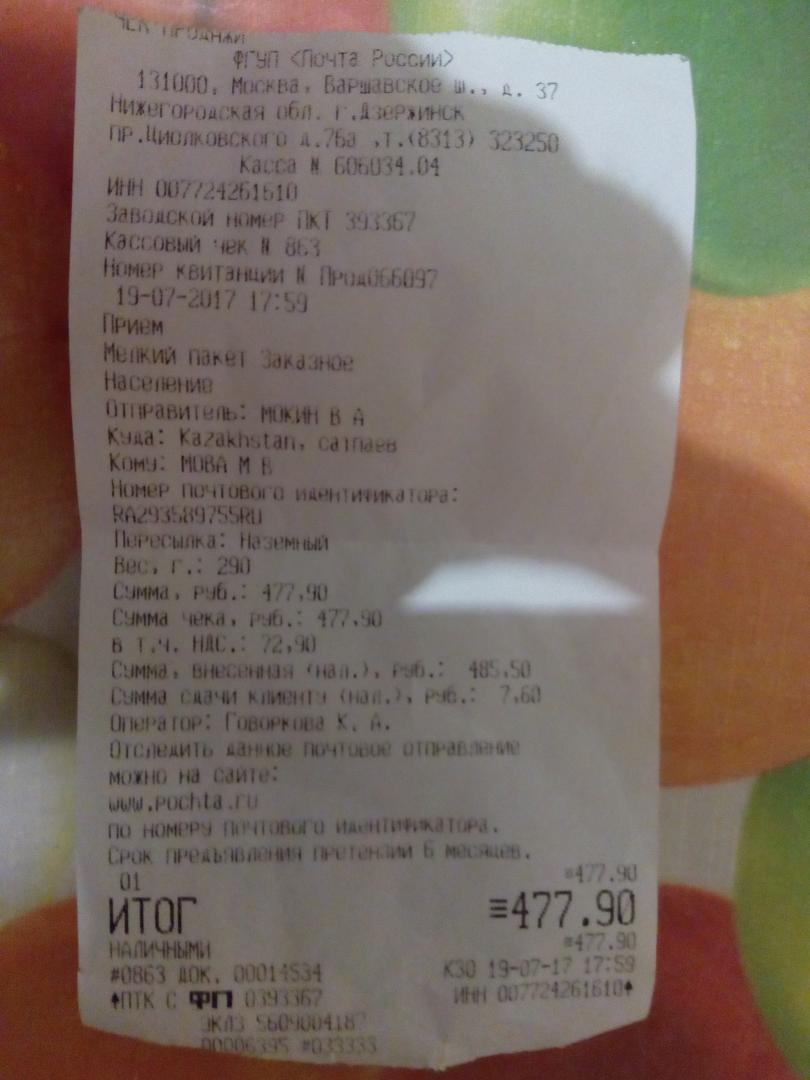 ЧЕК ПРОДАЖИ
ФГУП <Почта России>
131000, Москва, Варшавское ш., д. 37
Нижегородская обл. г.Дзержинск
пр.Циолковского д.76а ,т.(8313) 323250
Касса N 606034.04
ИНН 007724261610
Заводской номер ПКТ 393367
Кассовый чек N 863
Номер квитанции N Прод066097
19-07-2017 17:59
Прием
Мелкий пакет Заказное
Население
Отправитель: МОКИН В А
Куда: Kazakhstan, сатпаев
Кому: МОВА М В
Номер почтового идентификатора:
RA293589755RU
Пересылка: Наземный
Вес, г.: 290
Сумма, руб.: 477,90
Сумма чека, руб.: 477,90
в т.ч. НДС.: 72,90
Сумма, внесенная (нал.), руб.: 485,50
Сумма сдачи клиенту (нал.), руб.: 7,60
Оператор: Говоркова К. А.
Отследить данное почтовое отправление
можно на сайте:
www.pochta.ru
по номеру почтового идентификатора.
Срок предъявления претензии 6 месяцев.
01 ≡477.90
ИТОГ ≡477.90
НАЛИЧНЫМИ ≡477.90
#0863 ДОК. 00014534 К30 19-07-17 17:59
ПТК С ФП 0393367 ИНН 007724261610
ЭКЛЗ 5609004187
00006395 #033333